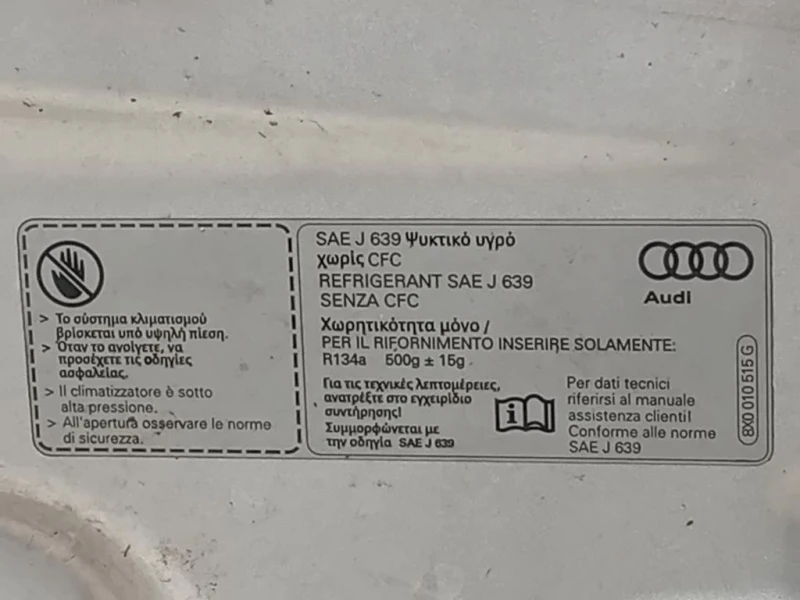 > Το σύστημα κλιματισμού
βρίσκεται υπό υψηλή πίεση.
> Όταν το ανοίγετε, να
προσέχετε τις οδηγίες
ασφαλείας.
> Il climatizzatore è sotto
alta pressione.
> All'apertura osservare le norme
di sicurezza.
SAE J 639 Ψυκτικό υγρό
χωρίς CFC
REFRIGERANT SAE J 639
SENZA CFC
Χωρητικότητα μόνο /
PER IL RIFORNIMENTO INSERIRE SOLAMENTE:
R134a 500g ± 15g
Για τις τεχνικές λεπτομέρειες,
ανατρέξτε στο εγχειρίδιο
συντήρησης!
Συμμορφώνεται με
την οδηγία SAE J 639
i
Per dati tecnici
riferirsi al manuale
assistenza clienti!
Conforme alle norme
SAE J 639
Audi
8X0 010 515 G